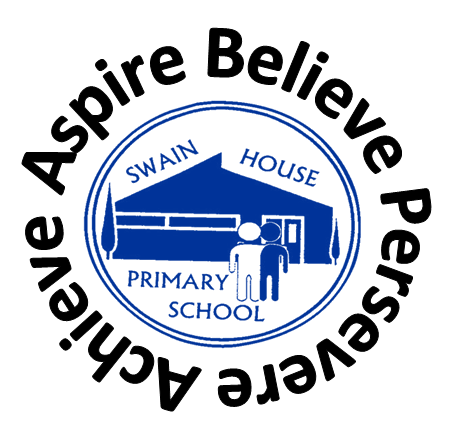 Aspire Believe Persevere Achieve
SWAIN HOUSE
PRIMARY
SCHOOL